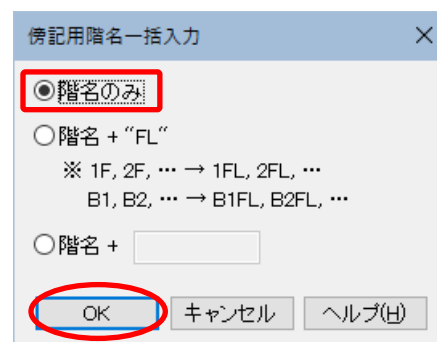 傍記用階名一括入力
階名のみ
階名 + "FL"
※ 1F, 2F, … → 1FL, 2FL, …
B1, B2, … → B1FL, B2FL, …
階名 +
OK キャンセル ヘルプ(H)